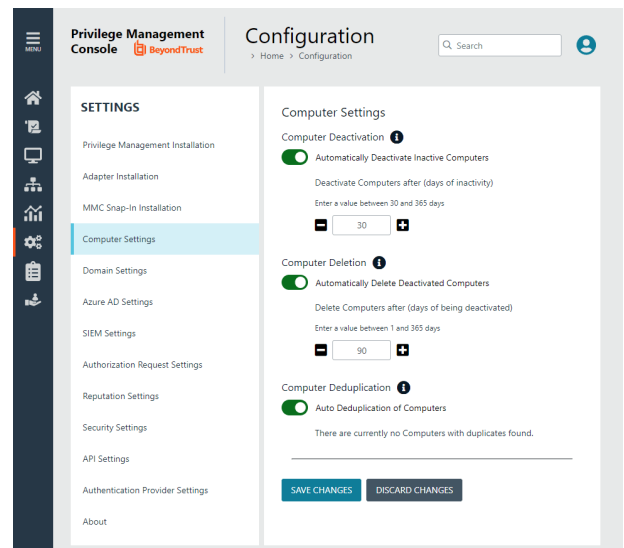 MENU
Privilege Management
Console BeyondTrust
Configuration
> Home > Configuration
Search
SETTINGS
Privilege Management Installation
Adapter Installation
MMC Snap-In Installation
Computer Settings
Domain Settings
Azure AD Settings
SIEM Settings
Authorization Request Settings
Reputation Settings
Security Settings
API Settings
Authentication Provider Settings
About
Computer Settings
Computer Deactivation
Automatically Deactivate Inactive Computers
Deactivate Computers after (days of inactivity)
Enter a value between 30 and 365 days
30
Computer Deletion
Automatically Delete Deactivated Computers
Delete Computers after (days of being deactivated)
Enter a value between 1 and 365 days
90
Computer Deduplication
Auto Deduplication of Computers
There are currently no Computers with duplicates found.
SAVE CHANGES DISCARD CHANGES